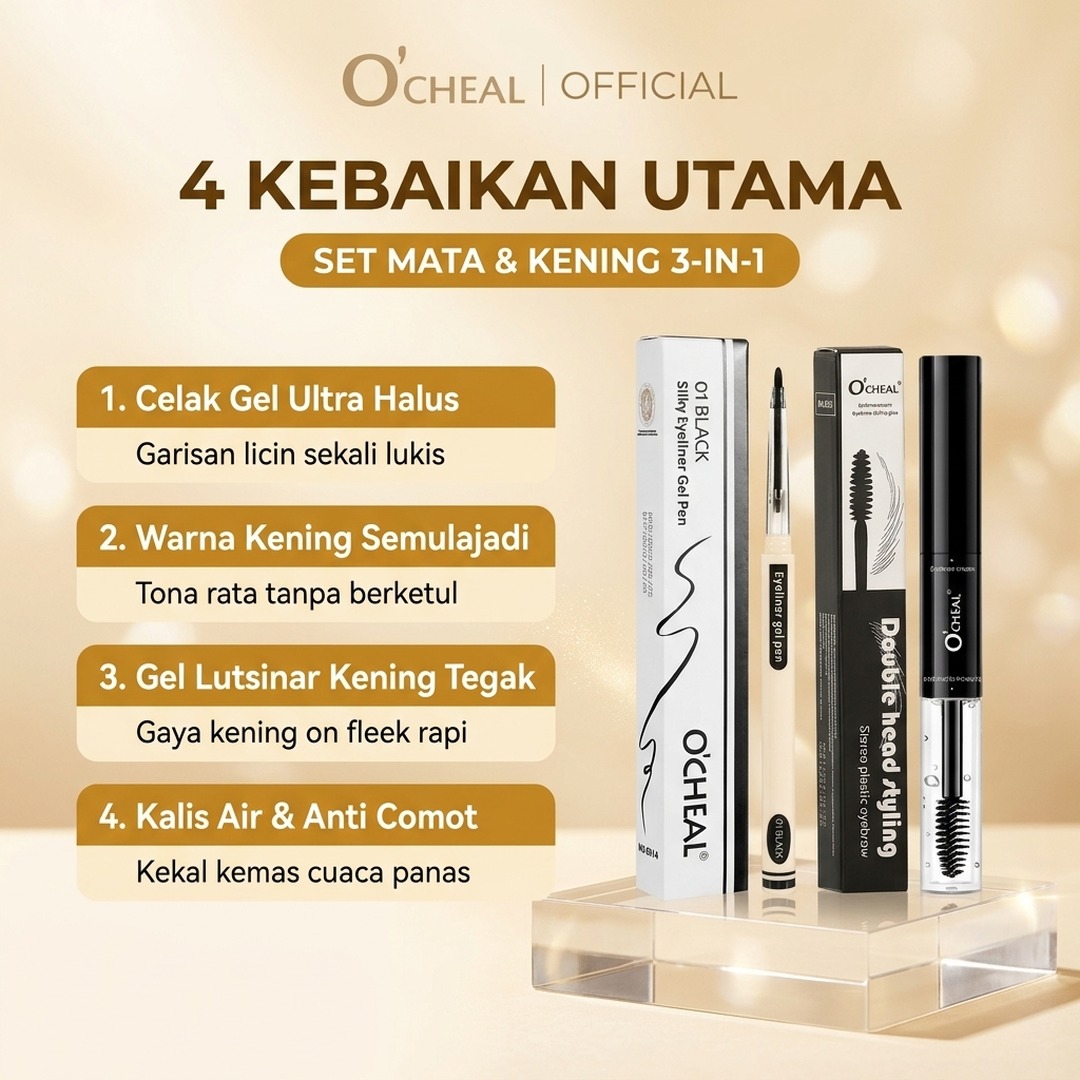 O'CHEAL | OFFICIAL
4 KEBAIKAN UTAMA
SET MATA & KENING 3-IN-1
1. Celak Gel Ultra Halus
Garisan licin sekali lukis
2. Warna Kening Semulajadi
Tona rata tanpa berketul
3. Gel Lutsinar Kening Tegak
Gaya kening on fleek rapi
4. Kalis Air & Anti Comot
Kekal kemas cuaca panas
01 BLACK
Silky Eyeliner Gel Pen
O'CHEAL®
Eyeliner gel pen
01 BLACK
O'CHEAL®
Double head styling
Stereo plastic eyebrow
O'CHEAL®